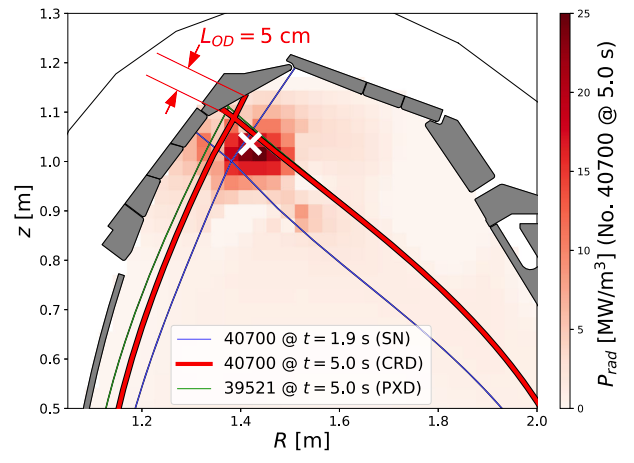 1.3
1.2
1.1
1.0
0.9
0.8
0.7
0.6
0.5
z [m]
L_OD = 5 cm
40700 @ t = 1.9 s (SN)
40700 @ t = 5.0 s (CRD)
39521 @ t = 5.0 s (PXD)
1.2 1.4 1.6 1.8 2.0
R [m]
25
20
15
10
5
0
P_rad [MW/m³] (No. 40700 @ 5.0 s)